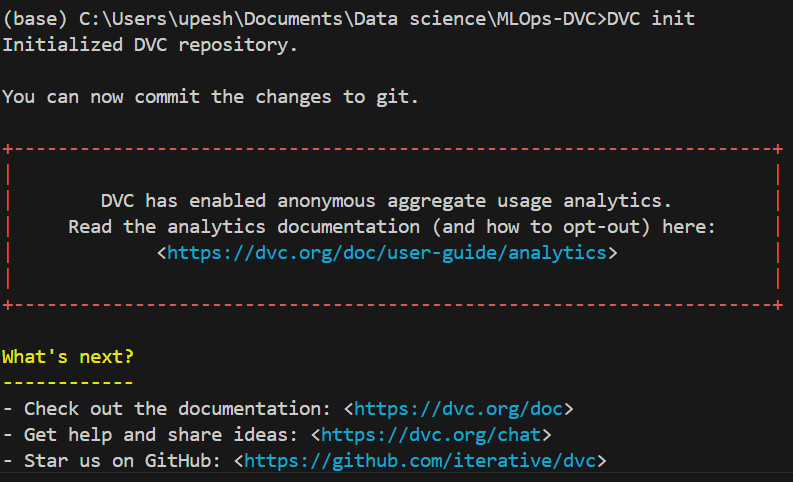 (base) C:\Users\upesh\Documents\Data science\MLOps-DVC>DVC init
Initialized DVC repository.
You can now commit the changes to git.
+---------------------------------------------------------------------+
|                                                                     |
|        DVC has enabled anonymous aggregate usage analytics.         |
|     Read the analytics documentation (and how to opt-out) here:     |
|             <https://dvc.org/doc/user-guide/analytics>              |
|                                                                     |
+---------------------------------------------------------------------+
What's next?
------------
- Check out the documentation: <https://dvc.org/doc>
- Get help and share ideas: <https://dvc.org/chat>
- Star us on GitHub: <https://github.com/iterative/dvc>